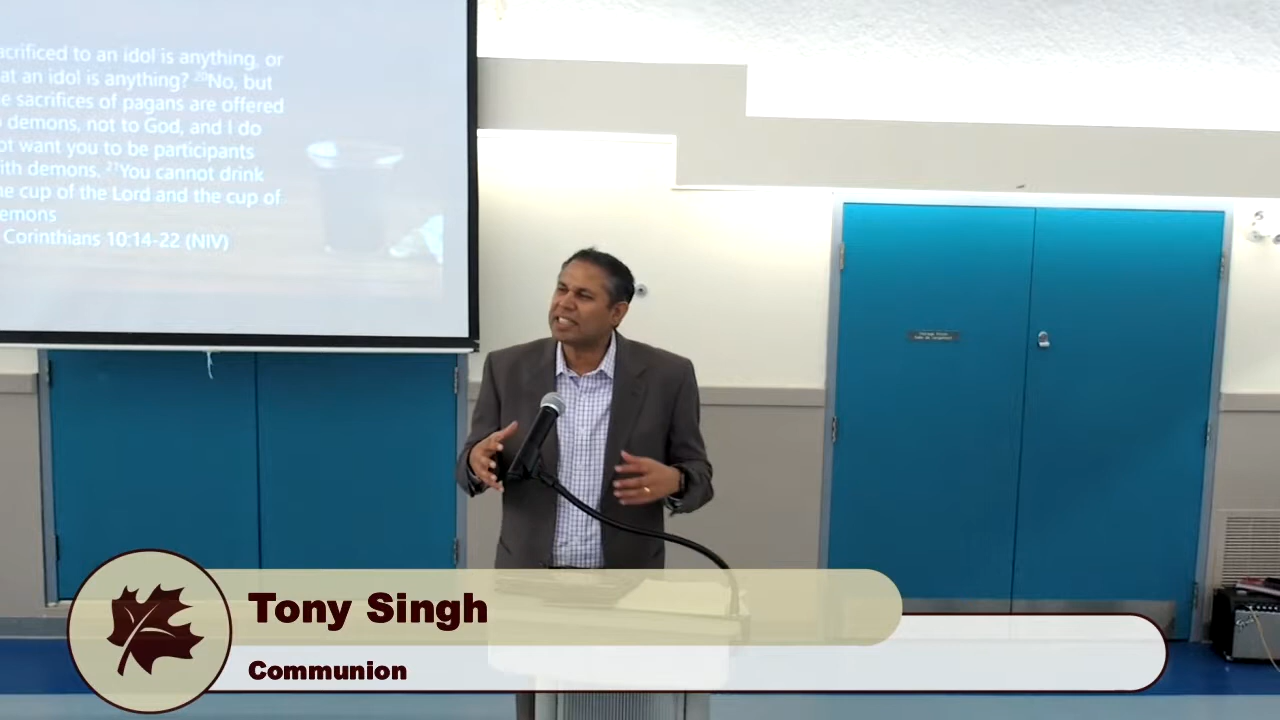 acrificed to an idol is anything, or
at an idol is anything? 20No, but
e sacrifices of pagans are offered
demons, not to God, and I do
ot want you to be participants
ith demons. 21You cannot drink
he cup of the Lord and the cup of
emons
Corinthians 10:14-22 (NIV)
Tony Singh
Communion